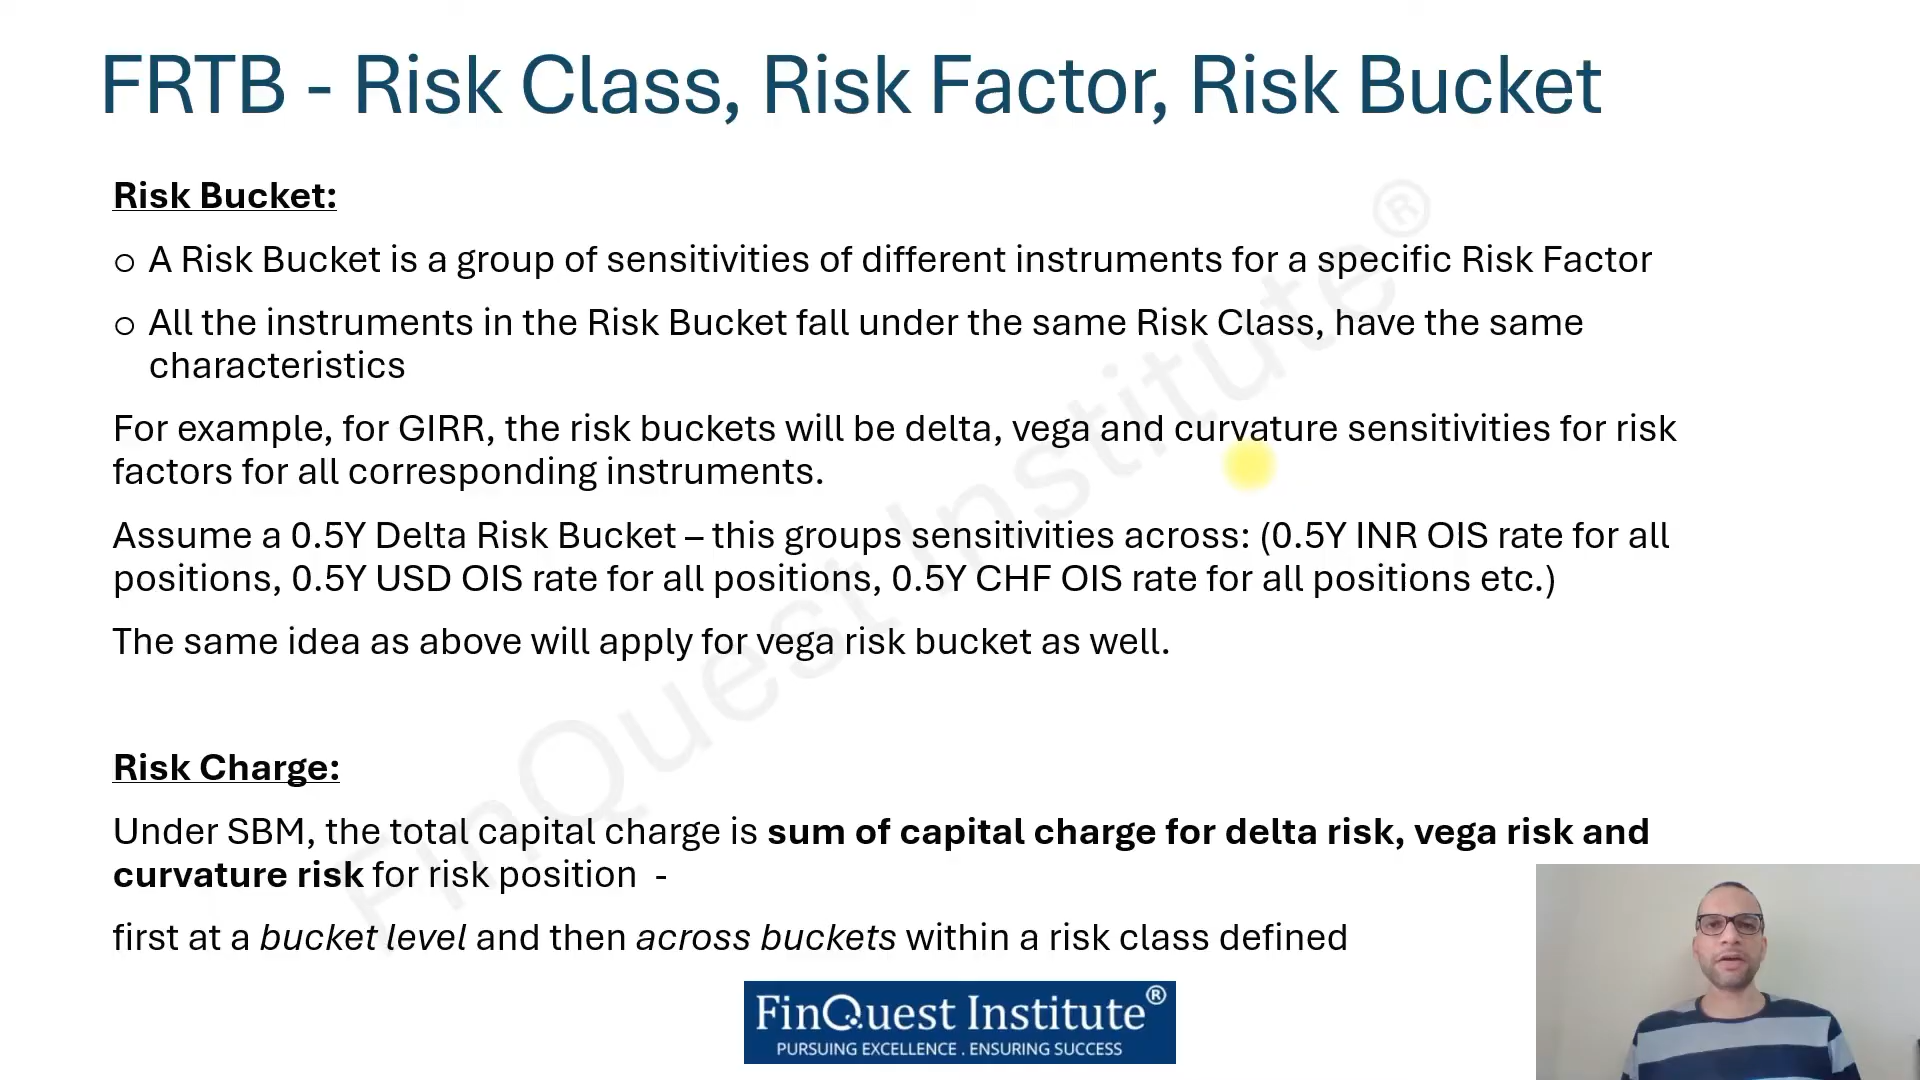 FRTB - Risk Class, Risk Factor, Risk Bucket
Risk Bucket:
o A Risk Bucket is a group of sensitivities of different instruments for a specific Risk Factor
o All the instruments in the Risk Bucket fall under the same Risk Class, have the same
characteristics
For example, for GIRR, the risk buckets will be delta, vega and curvature sensitivities for risk
factors for all corresponding instruments.
Assume a 0.5Y Delta Risk Bucket – this groups sensitivities across: (0.5Y INR OIS rate for all
positions, 0.5Y USD OIS rate for all positions, 0.5Y CHF OIS rate for all positions etc.)
The same idea as above will apply for vega risk bucket as well.
Risk Charge:
Under SBM, the total capital charge is sum of capital charge for delta risk, vega risk and
curvature risk for risk position -
first at a bucket level and then across buckets within a risk class defined
FinQuest Institute®
FinQuest Institute®
PURSUING EXCELLENCE . ENSURING SUCCESS